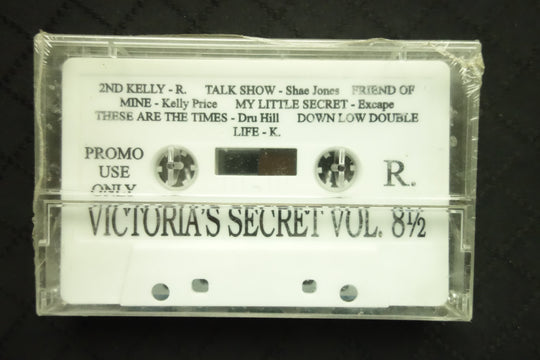 2ND KELLY - R. TALK SHOW - Shae Jones FRIEND OF
MINE - Kelly Price MY LITTLE SECRET - Excape
THESE ARE THE TIMES - Dru Hill DOWN LOW DOUBLE
LIFE - K.
PROMO
USE
ONLY
R.
VICTORIA'S SECRET VOL. 8½